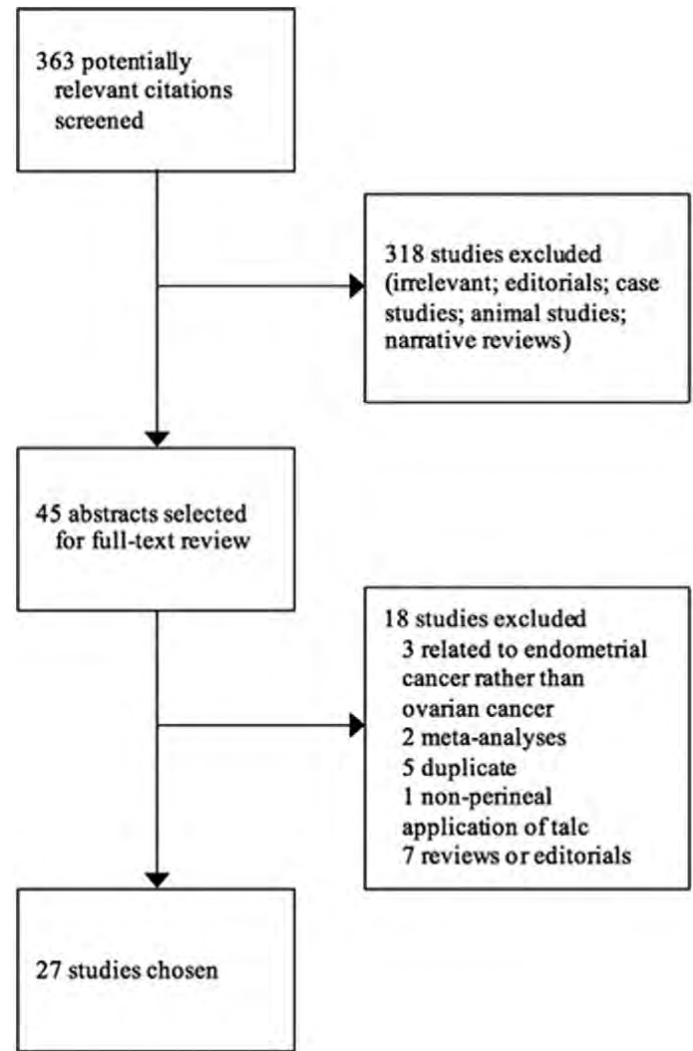 363 potentially
relevant citations
screened
318 studies excluded
(irrelevant; editorials; case
studies; animal studies;
narrative reviews)
45 abstracts selected
for full-text review
18 studies excluded
3 related to endometrial
cancer rather than
ovarian cancer
2 meta-analyses
5 duplicate
1 non-perineal
application of talc
7 reviews or editorials
27 studies chosen